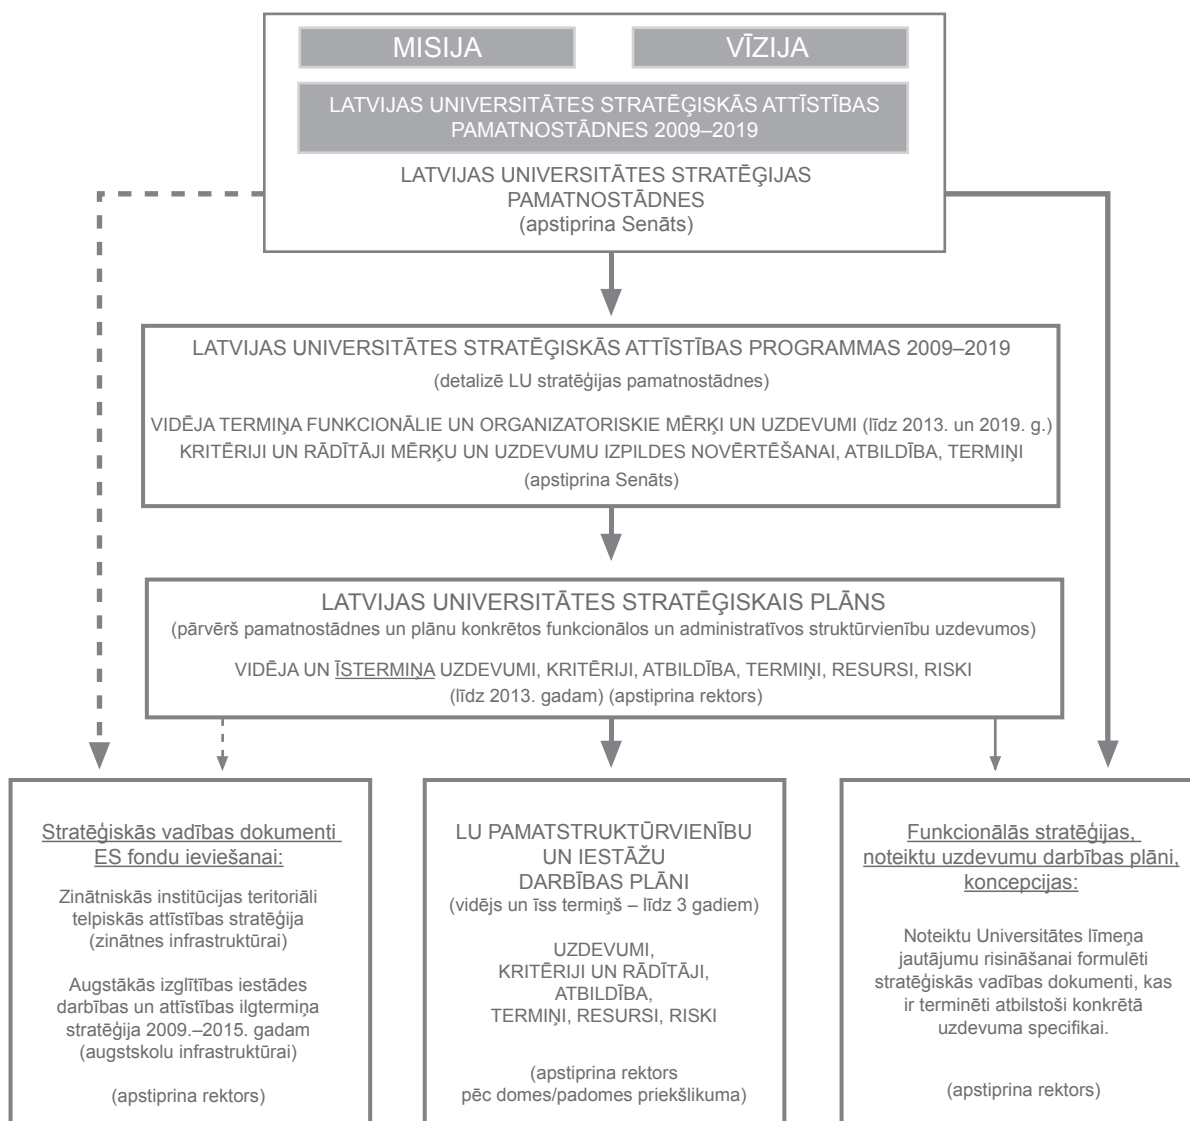 MISIJA
VĪZIJA
LATVIJAS UNIVERSITĀTES STRATĒĢISKĀS ATTĪSTĪBAS
PAMATNOSTĀDNES 2009–2019
LATVIJAS UNIVERSITĀTES STRATĒĢIJAS
PAMATNOSTĀDNES
(apstiprina Senāts)
LATVIJAS UNIVERSITĀTES STRATĒĢISKĀS ATTĪSTĪBAS PROGRAMMAS 2009–2019
(detalizē LU stratēģijas pamatnostādnes)
VIDĒJA TERMIŅA FUNKCIONĀLIE UN ORGANIZATORISKIE MĒRĶI UN UZDEVUMI (līdz 2013. un 2019. g.)
KRITĒRIJI UN RĀDĪTĀJI MĒRĶU UN UZDEVUMU IZPILDES NOVĒRTĒŠANAI, ATBILDĪBA, TERMIŅI
(apstiprina Senāts)
LATVIJAS UNIVERSITĀTES STRATĒĢISKAIS PLĀNS
(pārvērš pamatnostādnes un plānu konkrētos funkcionālos un administratīvos struktūrvienību uzdevumos)
VIDĒJA UN ĪSTERMIŅA UZDEVUMI, KRITĒRIJI, ATBILDĪBA, TERMIŅI, RESURSI, RISKI
(līdz 2013. gadam) (apstiprina rektors)
Stratēģiskās vadības dokumenti
ES fondu ieviešanai:
Zinātniskās institūcijas teritoriāli
telpiskās attīstības stratēģija
(zinātnes infrastruktūrai)
Augstākās izglītības iestādes
darbības un attīstības ilgtermiņa
stratēģija 2009.–2015. gadam
(augstskolu infrastruktūrai)
(apstiprina rektors)
LU PAMATSTRUKTŪRVIENĪBU
UN IESTĀŽU
DARBĪBAS PLĀNI
(vidējs un īss termiņš – līdz 3 gadiem)
UZDEVUMI,
KRITĒRIJI UN RĀDĪTĀJI,
ATBILDĪBA,
TERMIŅI, RESURSI, RISKI
(apstiprina rektors
pēc domes/padomes priekšlikuma)
Funkcionālās stratēģijas,
noteiktu uzdevumu darbības plāni,
koncepcijas:
Noteiktu Universitātes līmeņa
jautājumu risināšanai formulēti
stratēģiskās vadības dokumenti, kas
ir terminēti atbilstoši konkrētā
uzdevuma specifikai.
(apstiprina rektors)